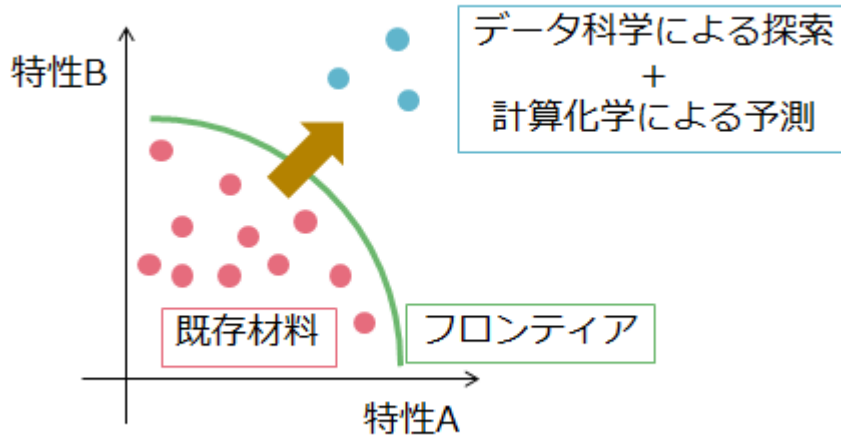 データ科学による探索
+
計算化学による予測
特性B
既存材料
フロンティア
特性A